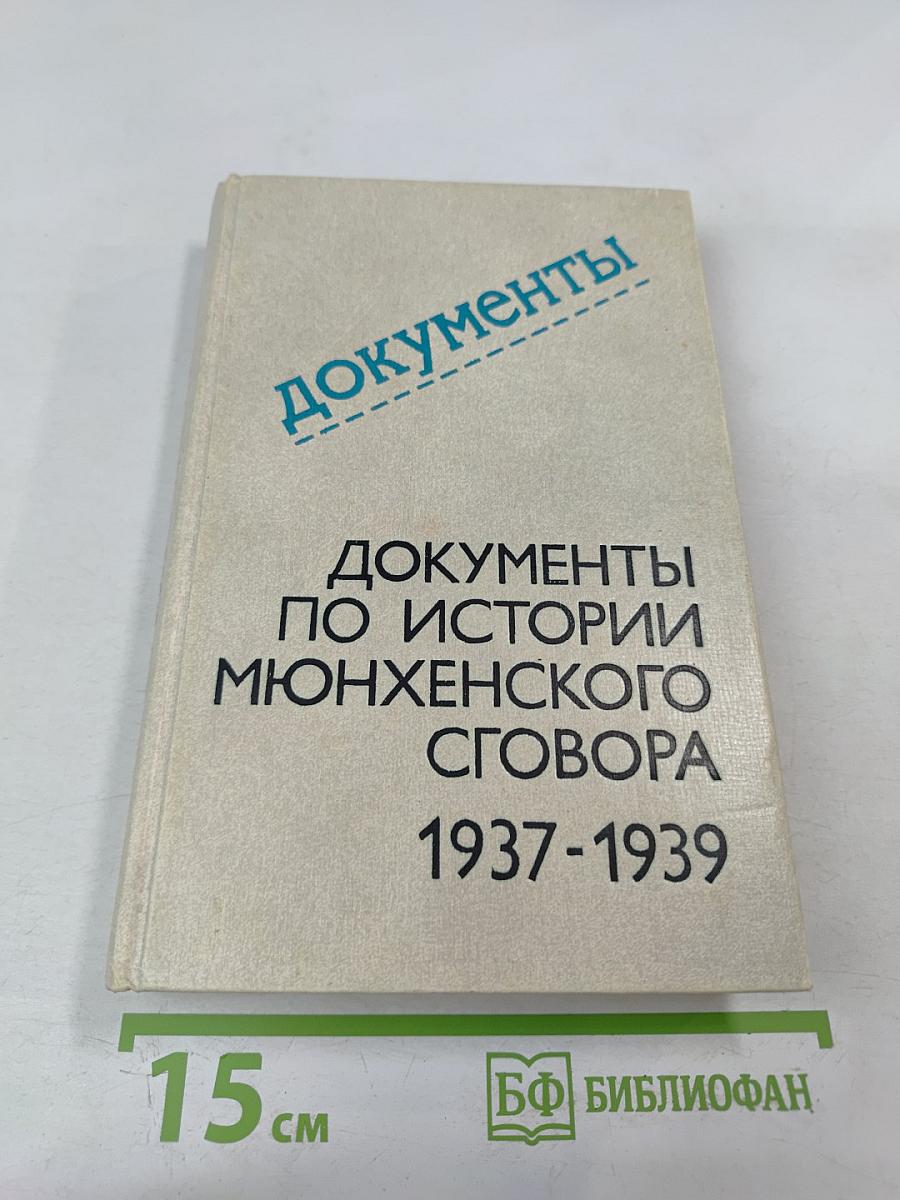 документы
ДОКУМЕНТЫ
ПО ИСТОРИИ
МЮНХЕНСКОГО
СГОВОРА
1937-1939
15 см
БФ БИБЛИОФАН